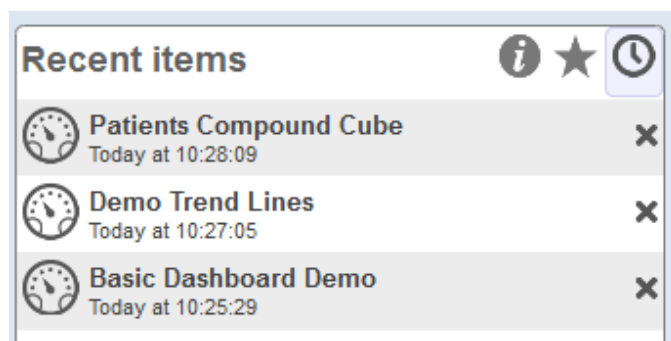 Recent items
Patients Compound Cube
Today at 10:28:09
Demo Trend Lines
Today at 10:27:05
Basic Dashboard Demo
Today at 10:25:29